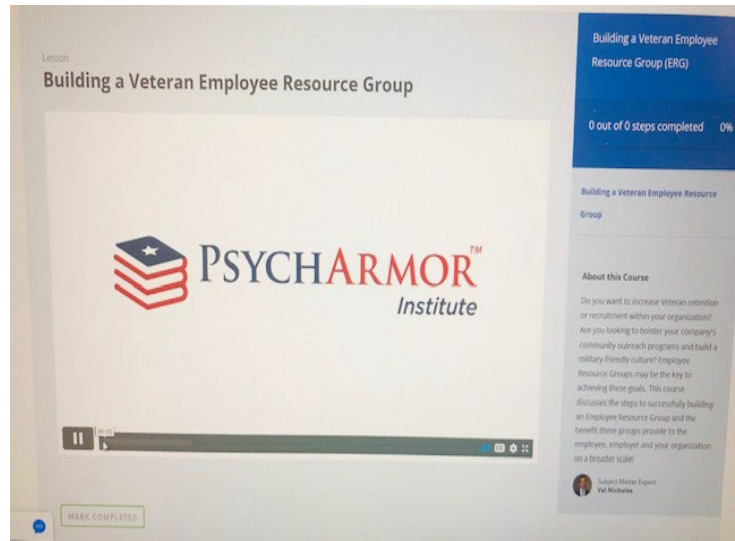 Lesson
Building a Veteran Employee Resource Group
PSYCHARMOR™
Institute
MARK COMPLETED
Building a Veteran Employee
Resource Group (ERG)
0 out of 0 steps completed 0%
Building a Veteran Employee Resource
Group
About this Course
Do you want to increase Veteran retention
or recruitment within your organization?
Are you looking to bolster your company's
community outreach programs and build a
military-friendly culture? Employee
Resource Groups may be the key to
achieving these goals. This course
discusses the steps to successfully building
an Employee Resource Group and the
benefit these groups provide to the
employee, employer and your organization
on a broader scale!
Subject Matter Expert
Val Nicholas